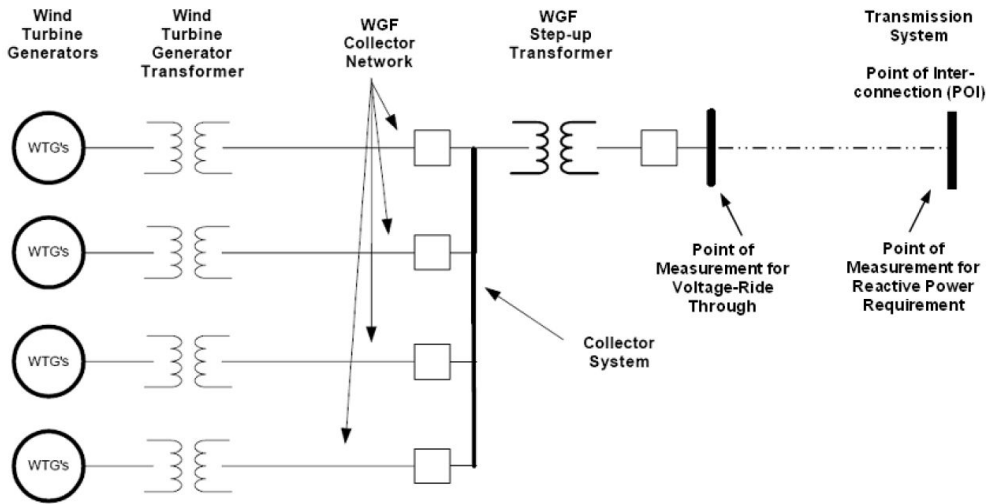 Wind
Turbine
Generators
Wind
Turbine
Generator
Transformer
WGF
Collector
Network
WGF
Step-up
Transformer
Transmission
System
Point of Inter-
connection (POI)
WTG's
WTG's
WTG's
WTG's
Point of
Measurement for
Voltage-Ride
Through
Point of
Measurement for
Reactive Power
Requirement
Collector
System